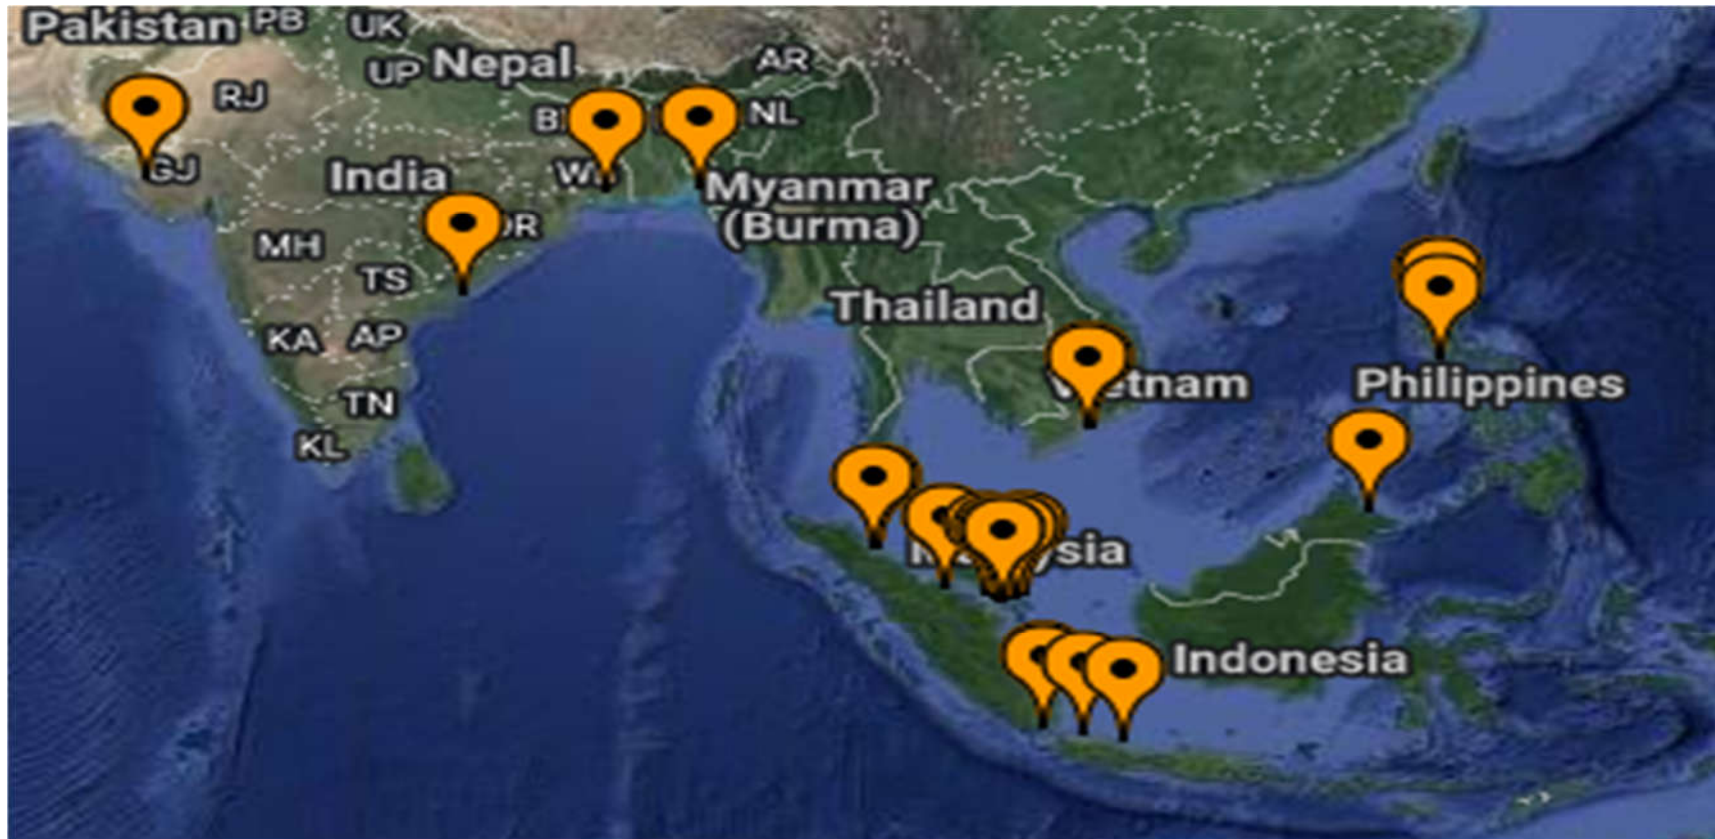 Pakistan
PB
UK
UP
Nepal
AR
RJ
NL
GJ
India
Myanmar
(Burma)
MH
TS
Thailand
KA
AP
Philippines
TN
KL
Indonesia